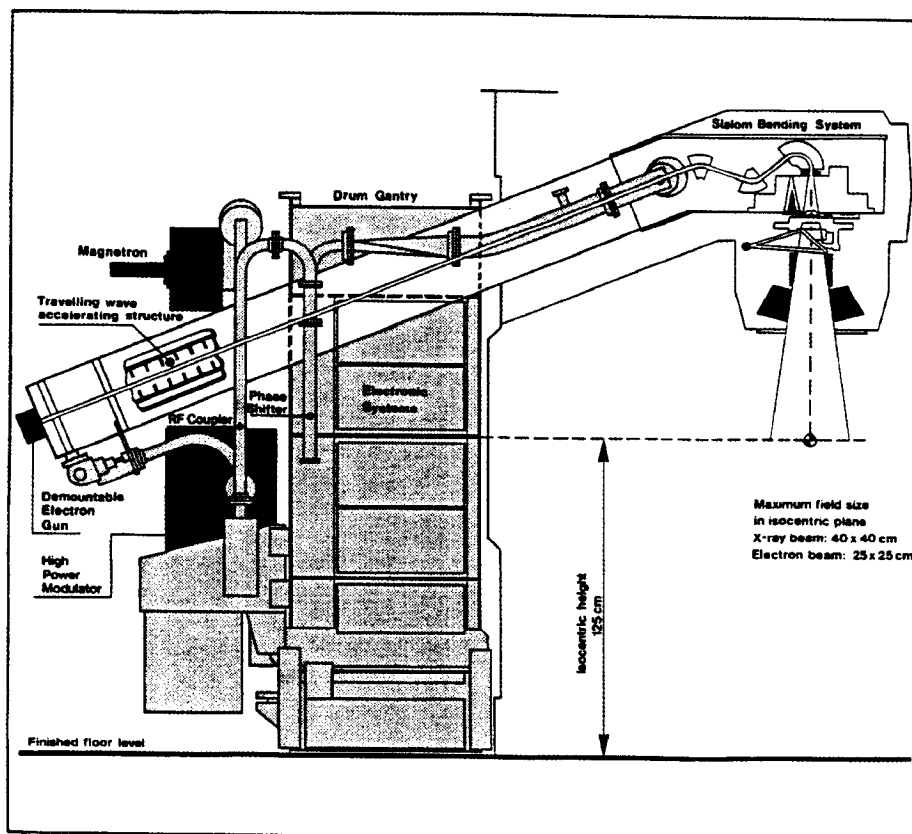 Slalom Bending System
Drum Gantry
Magnetron
Travelling wave
accelerating structure
Phase
Shifter
RF Coupler
Electronic
Systems
Demountable
Electron
Gun
High
Power
Modulator
Maximum field size
in isocentric plane
X-ray beam: 40 x 40 cm
Electron beam: 25 x 25 cm
Isocentric height
125 cm
Finished floor level